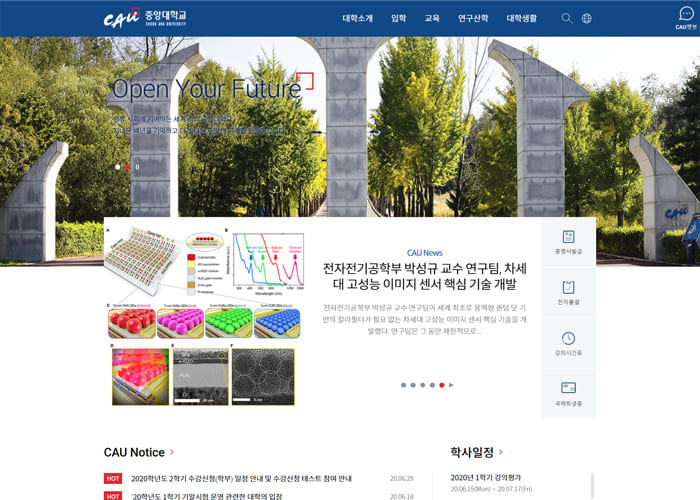 CAU 중앙대학교
CHUNG-ANG UNIVERSITY
대학소개 입학 교육 연구산학 대학생활
CAU챗봇
Open Your Future
CAU
CAU News
전자전기공학부 박성규 교수 연구팀, 차세
대 고성능 이미지 센서 핵심 기술 개발
전자전기공학부 박성규 교수 연구팀이 세계 최초로 용액형 퀀텀 닷 기
반의 칼라필터가 필요 없는 차세대 고성능 이미지 센서 핵심 기술을 개
발했다. 연구팀은 그 동안 제한적으로...
증명서발급
전자출결
강의시간표
국제학생증
A
B
C
D
E
F
CAU Notice
HOT 2020학년도 2학기 수강신청(학부) 일정 안내 및 수강신청 테스트 참여 안내 20.06.29
HOT '20학년도 1학기 기말시험 운영 관련한 대학의 입장 20.06.18
학사일정
2020년 1학기 강의평가
20.06.15(Mon) ~ 20.07.17(Fri)